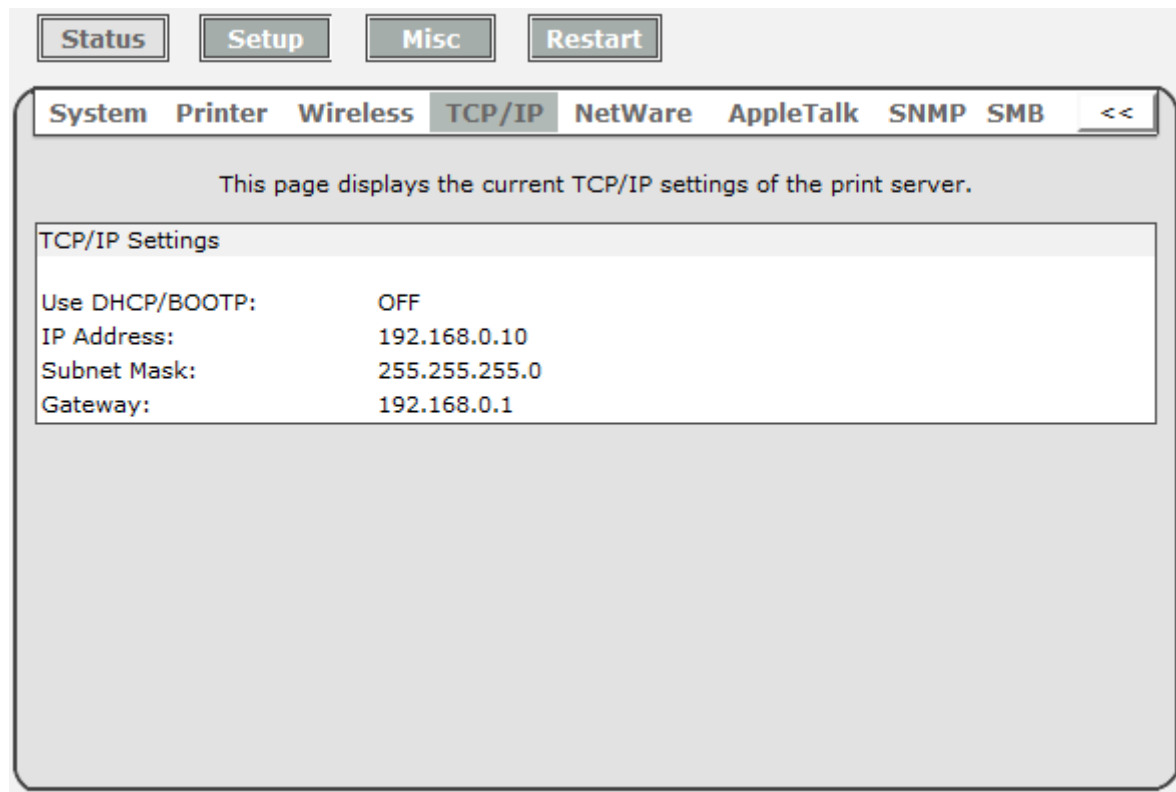 Status Setup Misc Restart
System Printer Wireless TCP/IP NetWare AppleTalk SNMP SMB <<
This page displays the current TCP/IP settings of the print server.
TCP/IP Settings
Use DHCP/BOOTP: OFF
IP Address: 192.168.0.10
Subnet Mask: 255.255.255.0
Gateway: 192.168.0.1